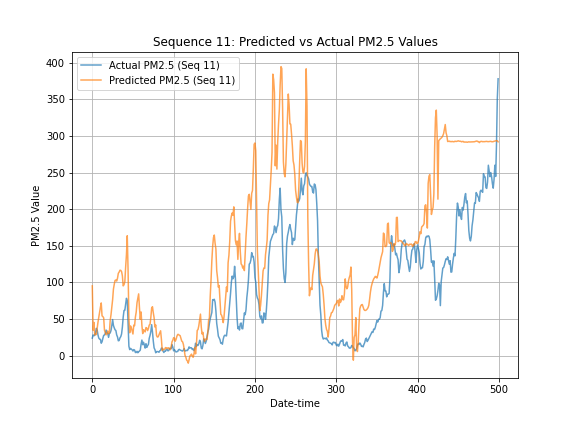 Sequence 11: Predicted vs Actual PM2.5 Values
Actual PM2.5 (Seq 11)
Predicted PM2.5 (Seq 11)
PM2.5 Value
400
350
300
250
200
150
100
50
0
0 100 200 300 400 500
Date-time